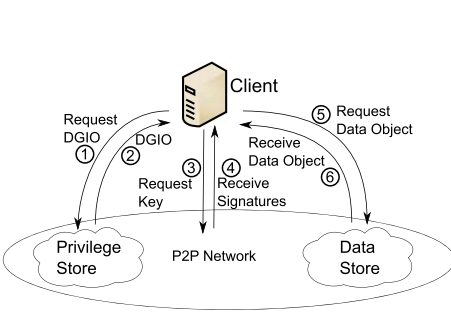 Client
Request
DGIO
1
2
DGIO
3
Request
Key
4
Receive
Signatures
5
Request
Data Object
Receive
Data Object
6
Privilege
Store
P2P Network
Data
Store